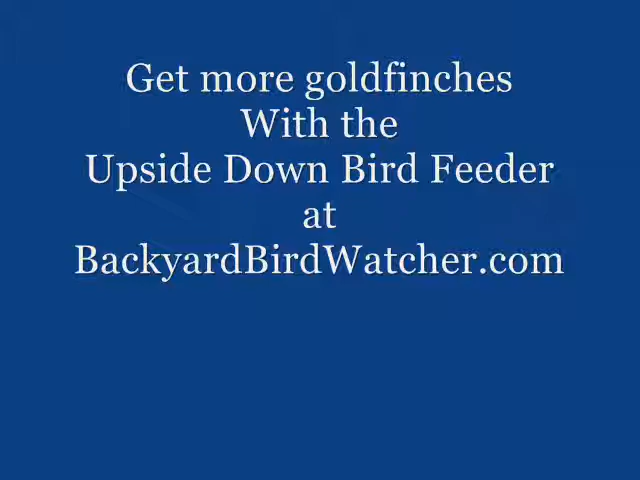 Get more goldfinches
With the
Upside Down Bird Feeder
at
BackyardBirdWatcher.com